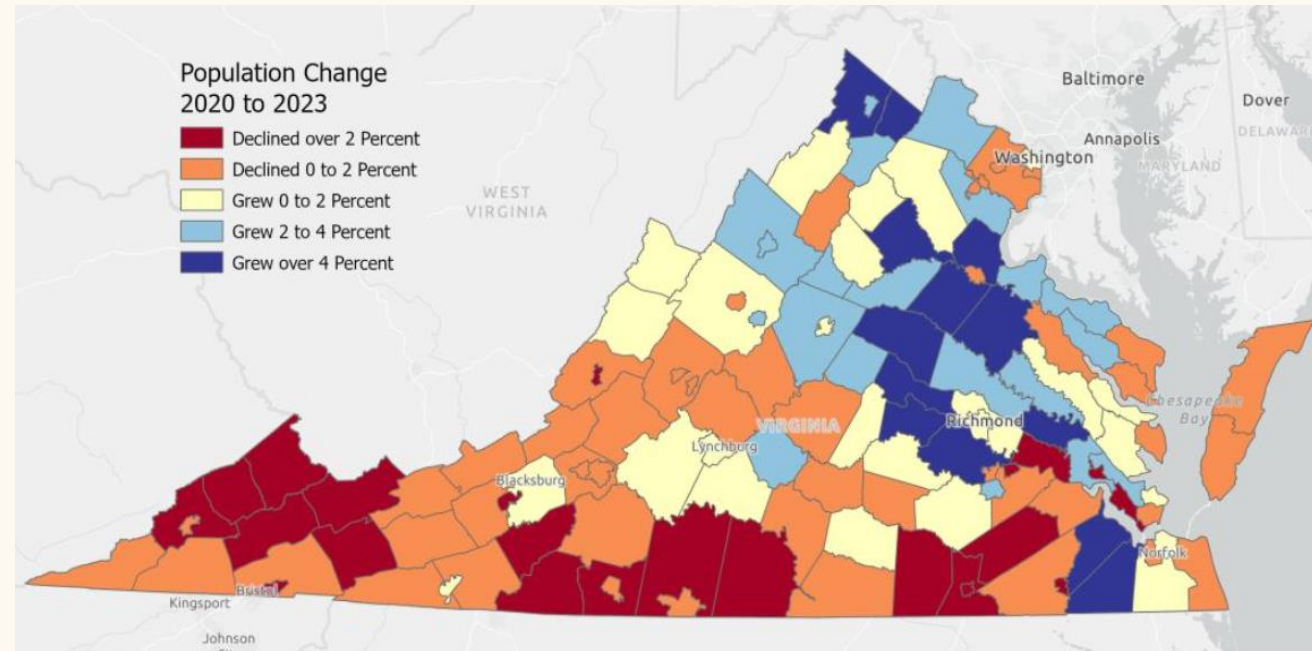 Population Change
2020 to 2023
Declined over 2 Percent
Declined 0 to 2 Percent
Grew 0 to 2 Percent
Grew 2 to 4 Percent
Grew over 4 Percent
Baltimore
Dover
Annapolis
DELAWAR
Washington
MARYLAND
WEST
VIRGINIA
Chesapeake
Bay
VIRGINIA
Richmond
Lynchburg
Blacksburg
Norfolk
Bristol
Kingsport
Johnson